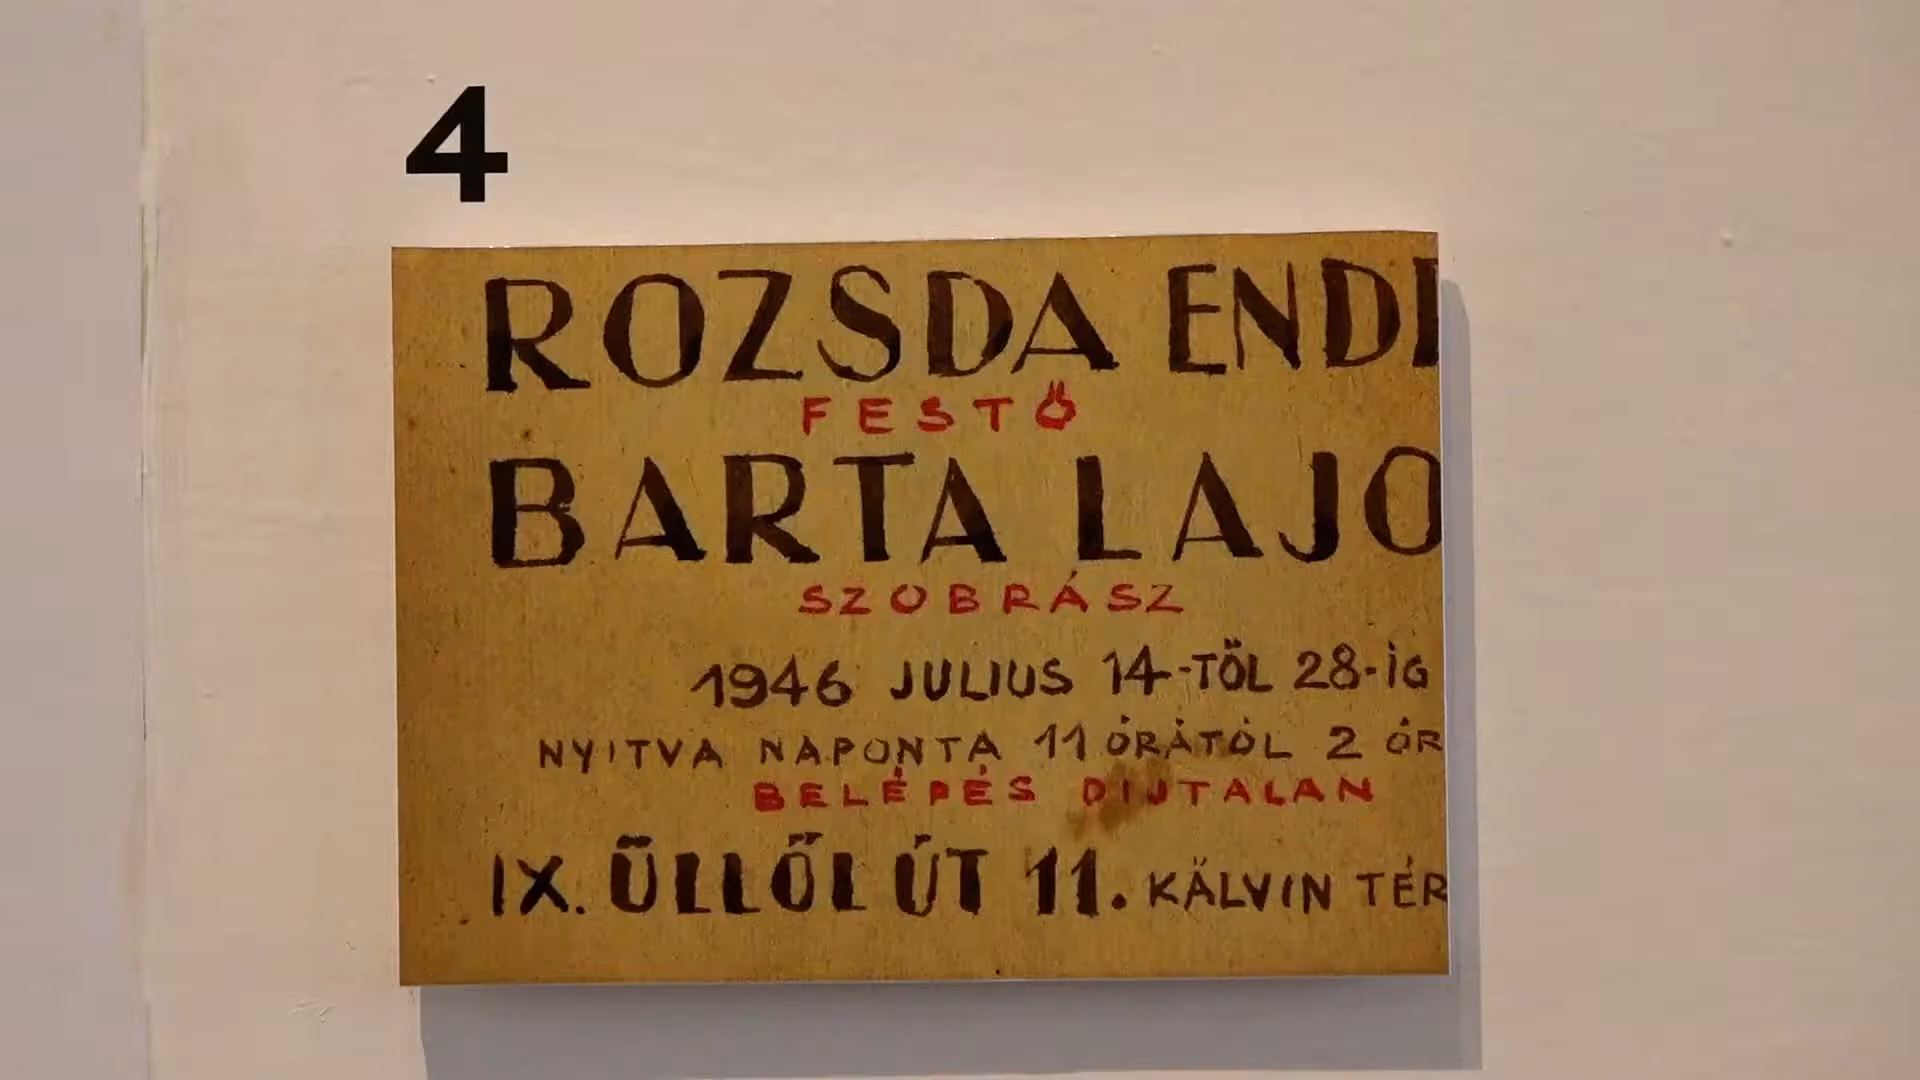 4
ROZSDA END
FESTŐ
BARTA LAJO
SZOBRÁSZ
1946 JULIUS 14-TŐL 28-IG
NYITVA NAPONTA 11 ÓRÁTÓL 2 ÓR
BELÉPÉS DIJTALAN
IX. ÜLLŐI ÚT 11. KÁLVIN TÉR